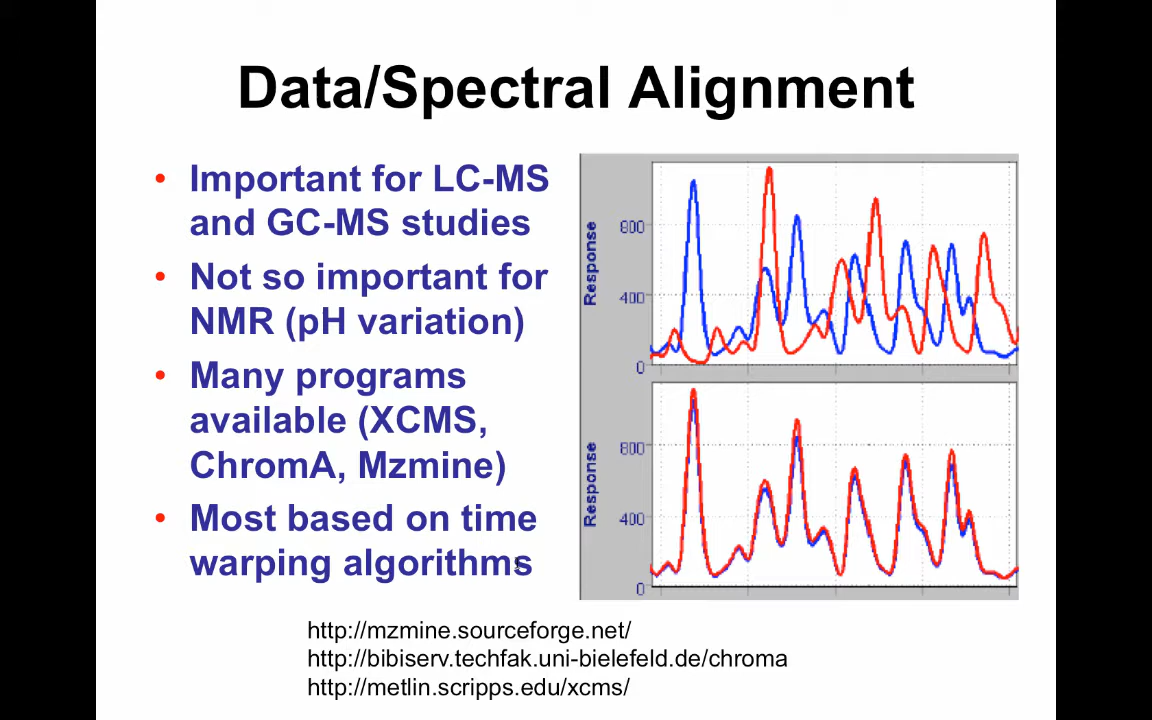 Data/Spectral Alignment
• Important for LC-MS
and GC-MS studies
• Not so important for
NMR (pH variation)
• Many programs
available (XCMS,
ChromA, Mzmine)
• Most based on time
warping algorithms
Response
800
400
0
Response
800
400
0
http://mzmine.sourceforge.net/
http://bibiserv.techfak.uni-bielefeld.de/chroma
http://metlin.scripps.edu/xcms/